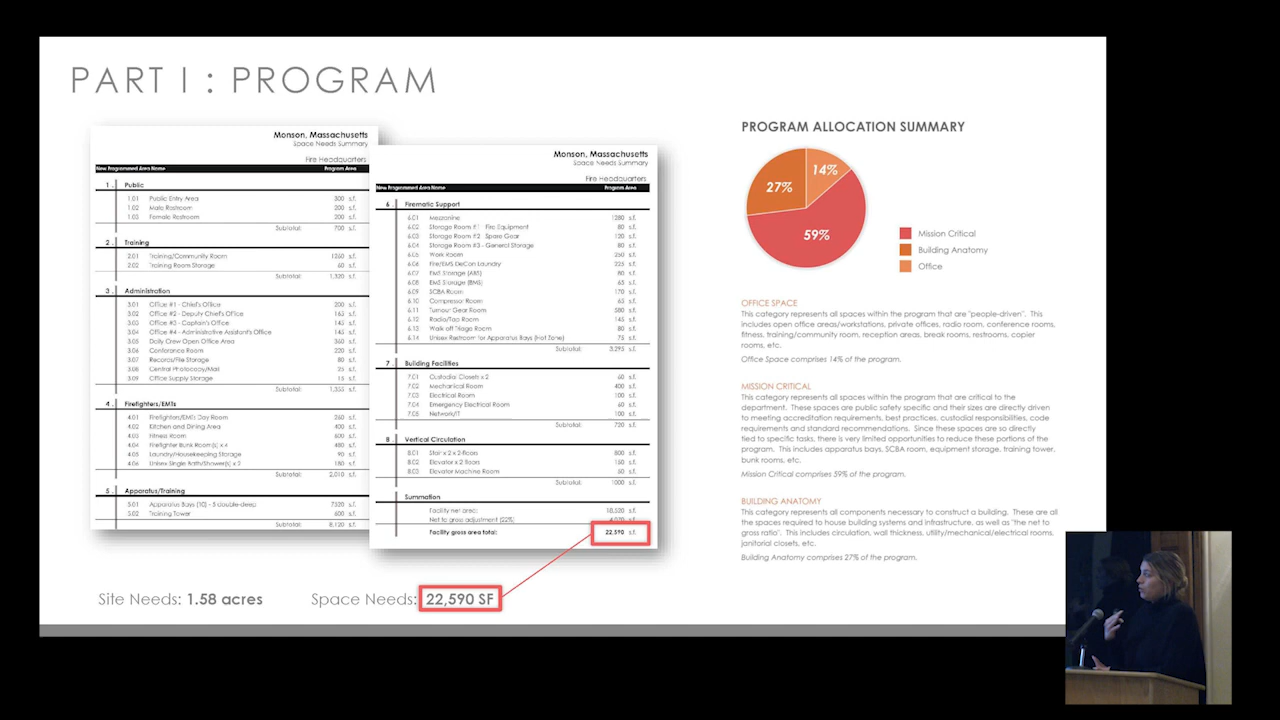 PART I : PROGRAM
Monson, Massachusetts
Space Needs Summary
Fire Headquarters
New Programmed Area Name Program Area
1 . Public
1.01 Public Entry Area 300 s.f.
1.02 Male Restroom 200 s.f.
1.03 Female Restroom 200 s.f.
Subtotal: 700 s.f.
2 . Training
2.01 Training/Community Room 1260 s.f.
2.02 Training Room Storage 60 s.f.
Subtotal: 1,320 s.f.
3 . Administration
3.01 Office #1 - Chief's Office 200 s.f.
3.02 Office #2 - Deputy Chief's Office 165 s.f.
3.03 Office #3 - Captain's Office s.f.
3.04 Office #4 - Administrative Assistant's Office s.f.
3.05 Daily Crew Open Office Area 360 s.f.
3.06 Conference Room 220 s.f.
3.07 Records/File Storage 80 s.f.
3.08 Central Photocopy/Mail s.f.
3.09 Office Supply Storage 15 s.f.
Subtotal: 1,355 s.f.
4 . Firefighters/EMTs
4.01 Firefighters/EMTs Day Room 260 s.f.
4.02 Kitchen and Dining Area 400 s.f.
4.03 Fitness Room 600 s.f.
4.04 Firefighter Bunk Room(s) x 4 480 s.f.
4.05 Laundry/Housekeeping Storage 90 s.f.
4.06 Unisex Single Bath/Shower(s) x 2 180 s.f.
Subtotal: 2,010 s.f.
5 . Apparatus/Training
5.01 Apparatus Bays (10) - 5 double-deep 7520 s.f.
5.02 Training Tower 600 s.f.
Subtotal: 8,120 s.f.
Monson, Massachusetts
Space Needs Summary
Fire Headquarters
New Programmed Area Name Program Area
6 . Firematic Support
6.01 Mezzanine 1280 s.f.
6.02 Storage Room #1 - Fire Equipment 80 s.f.
6.03 Storage Room #2 - Spare Gear 120 s.f.
6.04 Storage Room #3 - General Storage 80 s.f.
6.05 Work Room 250 s.f.
6.06 Fire/EMS DeCon Laundry 225 s.f.
6.07 EMS Storage (ALS) 80 s.f.
6.08 EMS Storage (BMS) 65 s.f.
6.09 SCBA Room 170 s.f.
6.10 Compressor Room 65 s.f.
6.11 Turnout Gear Room 580 s.f.
6.12 Radio/Tap Room s.f.
6.13 Walk off Triage Room 80 s.f.
6.14 Unisex Restroom for Apparatus Bays (Hot Zone) 75 s.f.
Subtotal: 3,295 s.f.
7 . Building Facilities
7.01 Custodial Closets x 2 60 s.f.
7.02 Mechanical Room 400 s.f.
7.03 Electrical Room 100 s.f.
7.04 Emergency Electrical Room 60 s.f.
7.05 Network/IT 100 s.f.
Subtotal: 720 s.f.
8 . Vertical Circulation
8.01 Stair x 2 x 2-floors 800 s.f.
8.02 Elevator x 2 floors s.f.
8.03 Elevator Machine Room s.f.
Subtotal: 1000 s.f.
Summation
Facility net area: 18,520 s.f.
Net to gross adjustment (22%) s.f.
Facility gross area total: 22,590 s.f.
Site Needs: 1.58 acres Space Needs: 22,590 SF
PROGRAM ALLOCATION SUMMARY
14%
27%
59%
Mission Critical
Building Anatomy
Office
OFFICE SPACE
This category represents all spaces within the program that are "people-driven". This
includes open office areas/workstations, private offices, radio room, conference rooms,
fitness, training/community room, reception areas, break rooms, restrooms, copier
rooms, etc.
Office Space comprises 14% of the program.
MISSION CRITICAL
This category represents all spaces within the program that are critical to the
department. These spaces are public safety specific and their sizes are directly driven
to meeting accreditation requirements, best practices, custodial responsibilities, code
requirements and standard recommendations. Since these spaces are so directly
tied to specific tasks, there is very limited opportunities to reduce these portions of the
program. This includes apparatus bays, SCBA room, equipment storage, training tower,
bunk rooms, etc.
Mission Critical comprises 59% of the program.
BUILDING ANATOMY
This category represents all components necessary to construct a building. These are all
the spaces required to house building systems and infrastructure, as well as "the net to
gross ratio". This includes circulation, wall thickness, utility/mechanical/electrical rooms,
janitorial closets, etc.
Building Anatomy comprises 27% of the program.